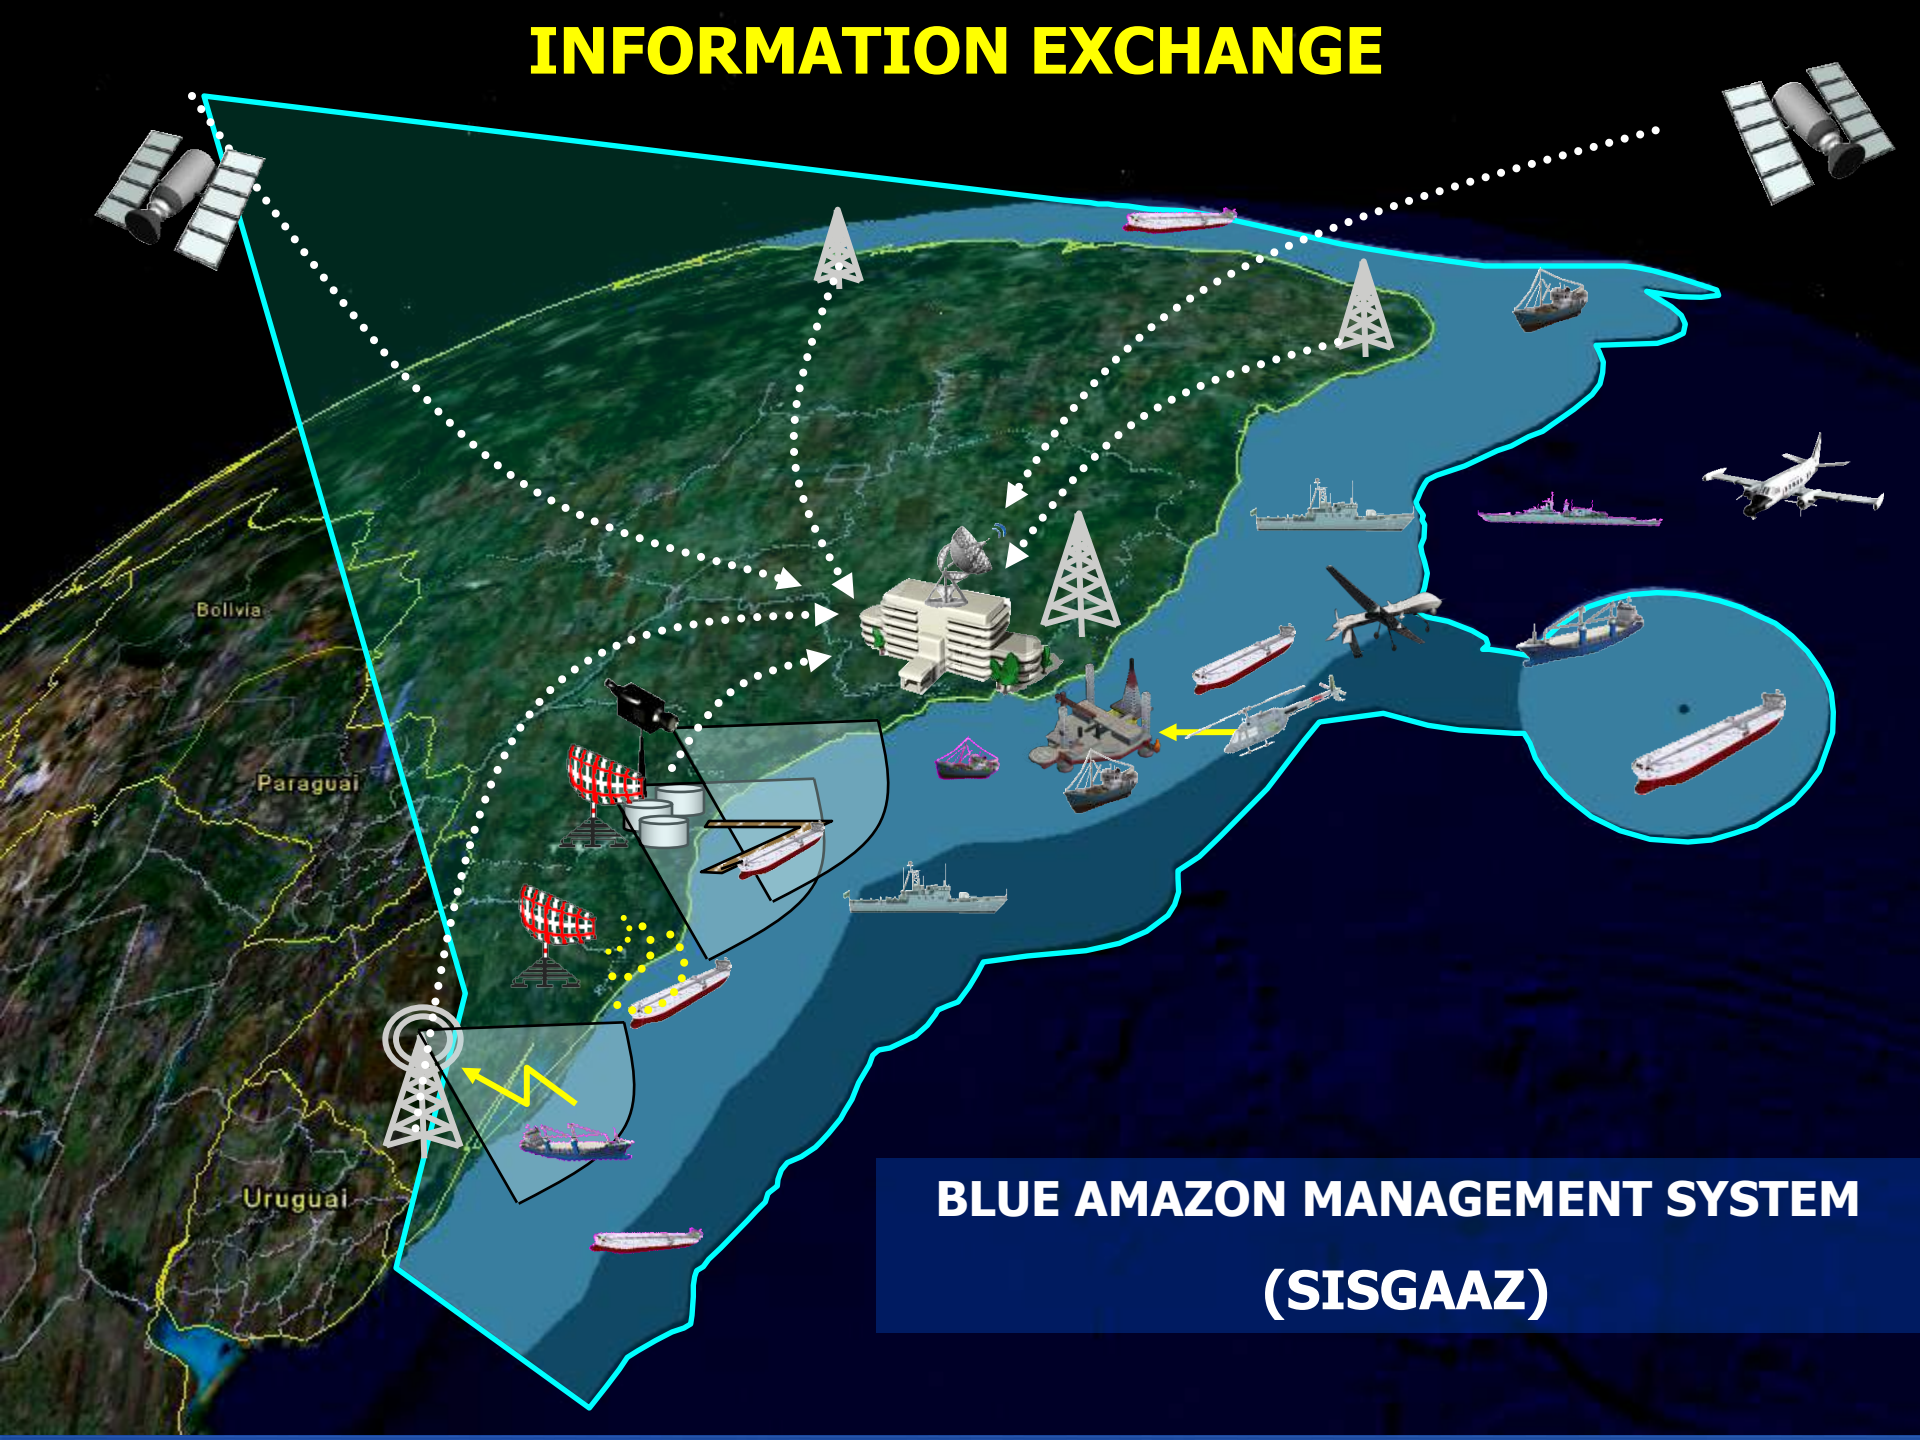 INFORMATION EXCHANGE
Bolivia
Paraguai
Uruguai
BLUE AMAZON MANAGEMENT SYSTEM
(SISGAAZ)